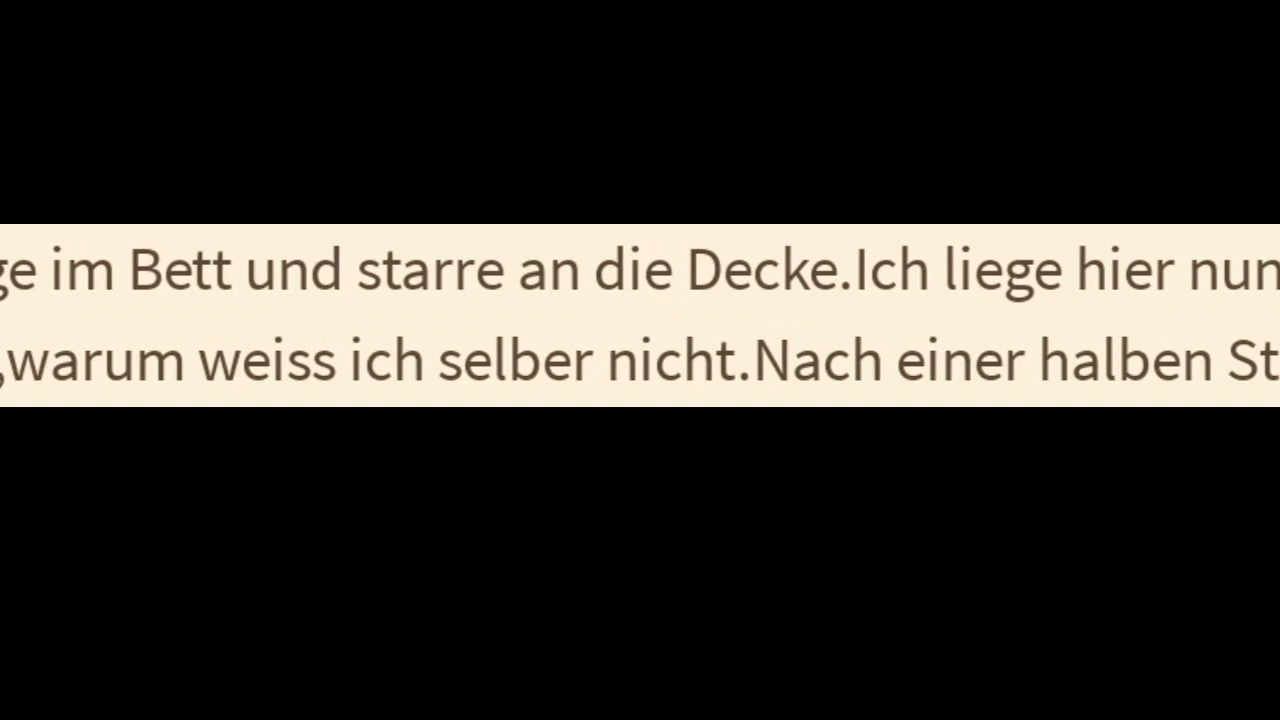 ge im Bett und starre an die Decke.Ich liege hier nun
,warum weiss ich selber nicht.Nach einer halben St